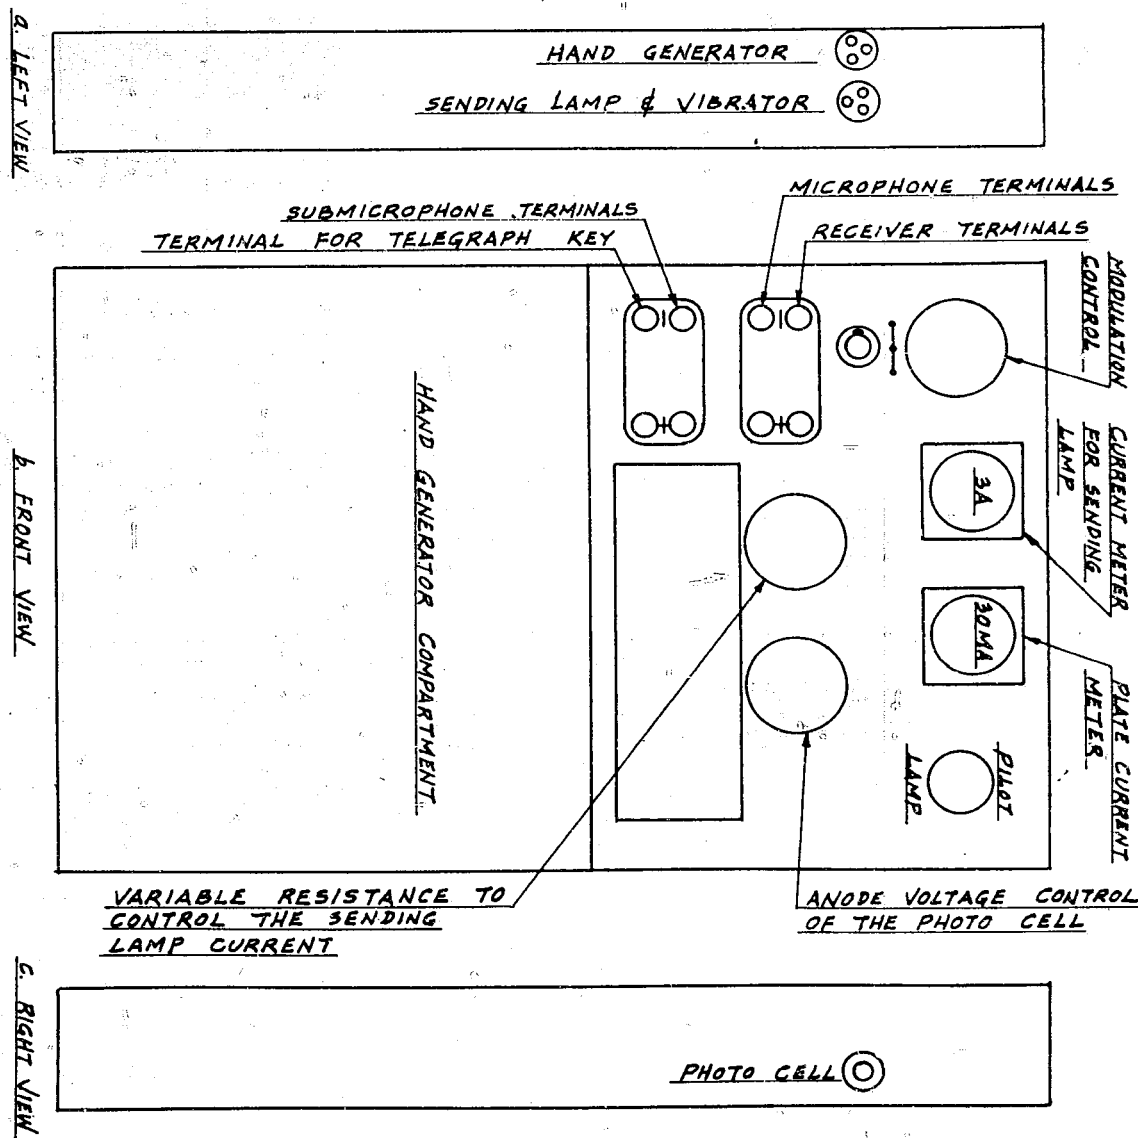 a. LEFT VIEW
HAND GENERATOR
SENDING LAMP & VIBRATOR
MICROPHONE TERMINALS
SUBMICROPHONE TERMINALS
RECEIVER TERMINALS
TERMINAL FOR TELEGRAPH KEY
MODULATION
CONTROL
HAND GENERATOR COMPARTMENT
CURRENT METER
FOR SENDING
LAMP
3A
b. FRONT VIEW
30MA
PLATE CURRENT
METER
PILOT
LAMP
VARIABLE RESISTANCE TO
CONTROL THE SENDING
LAMP CURRENT
ANODE VOLTAGE CONTROL
OF THE PHOTO CELL
C. RIGHT VIEW
PHOTO CELL